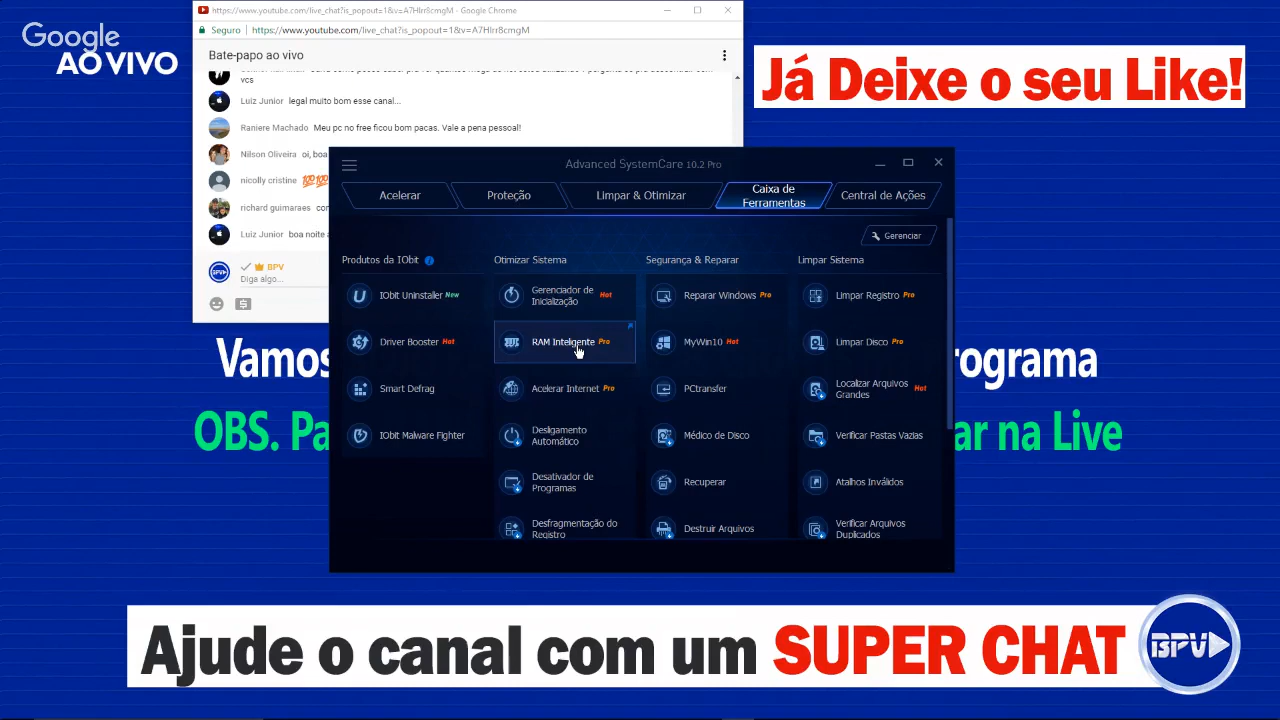 https://www.youtube.com/live_chat?is_popout=1&v=A7HIrr8cmgM - Google Chrome
Seguro
https://www.youtube.com/live_chat?is_popout=1&v=A7HIrr8cmgM
Google
AO VIVO
Bate-papo ao vivo
vcs
Luiz Junior legal muito bom esse canal...
Raniere Machado Meu pc no free ficou bom pacas. Vale a pena pessoal!
Nilson Oliveira oi, boa
nicolly cristine 💯💯
richard guimaraes
Luiz Junior boa noite
BPV
Diga algo...
Já Deixe o seu Like!
Advanced SystemCare 10.2 Pro
Acelerar
Proteção
Limpar & Otimizar
Caixa de
Ferramentas
Central de Ações
Gerenciar
Produtos da IObit
IObit Uninstaller New
Driver Booster Hot
Smart Defrag
IObit Malware Fighter
Otimizar Sistema
Gerenciador de
Inicialização Hot
RAM Inteligente Pro
Acelerar Internet Pro
Desligamento
Automático
Desativador de
Programas
Desfragmentação do
Registro
Segurança & Reparar
Reparar Windows Pro
MyWin10 Hot
PCtransfer
Médico de Disco
Recuperar
Destruir Arquivos
Limpar Sistema
Limpar Registro Pro
Limpar Disco Pro
Localizar Arquivos
Grandes Hot
Verificar Pastas Vazias
Atalhos Inválidos
Verificar Arquivos
Duplicados
Vamos
rograma
OBS. Pa
ar na Live
Ajude o canal com um SUPER CHAT
BPV